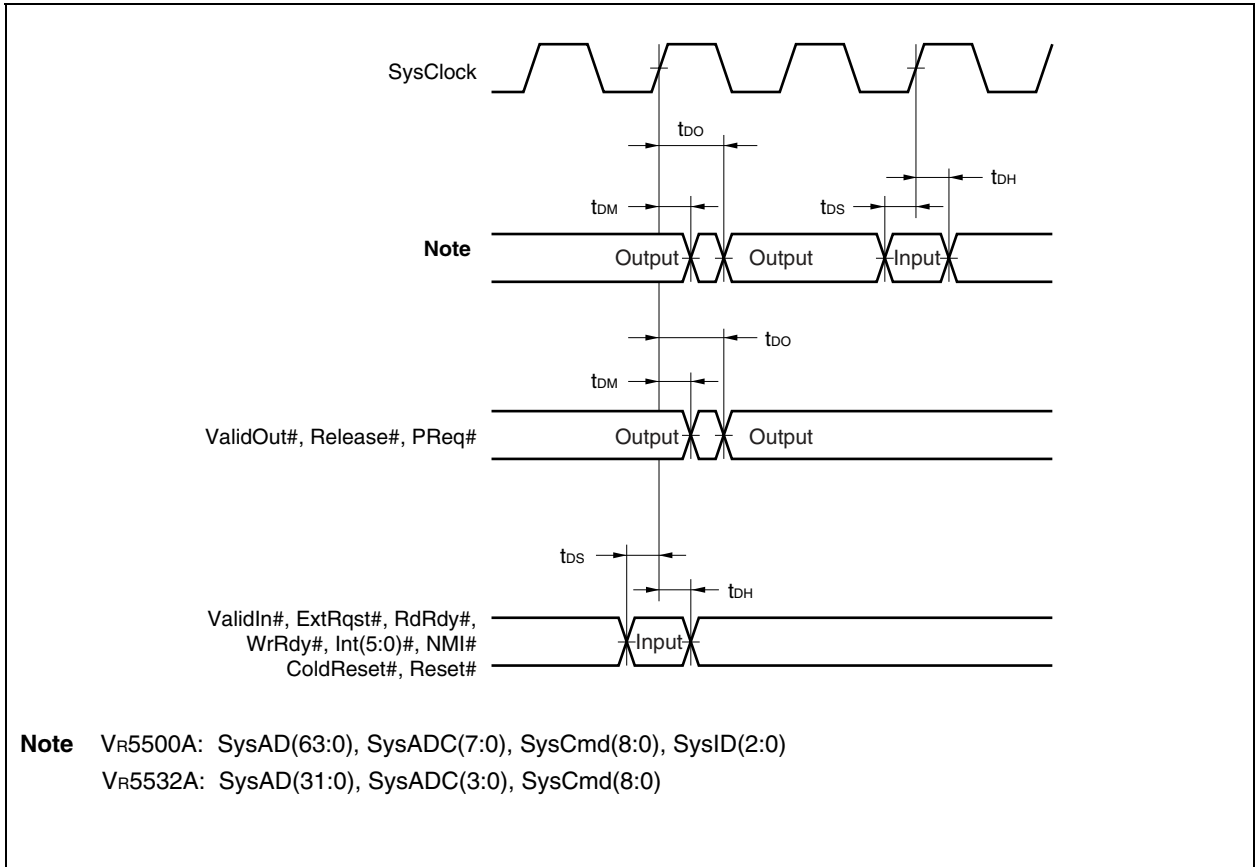 SysClock
tDO
tDH
tDM
tDS
Note
Output
Output
Input
tDO
tDM
ValidOut#, Release#, PReq#
Output
Output
tDS
tDH
ValidIn#, ExtRqst#, RdRdy#,
WrRdy#, Int(5:0)#, NMI#
ColdReset#, Reset#
Input
Note VR5500A: SysAD(63:0), SysADC(7:0), SysCmd(8:0), SysID(2:0)
VR5532A: SysAD(31:0), SysADC(3:0), SysCmd(8:0)